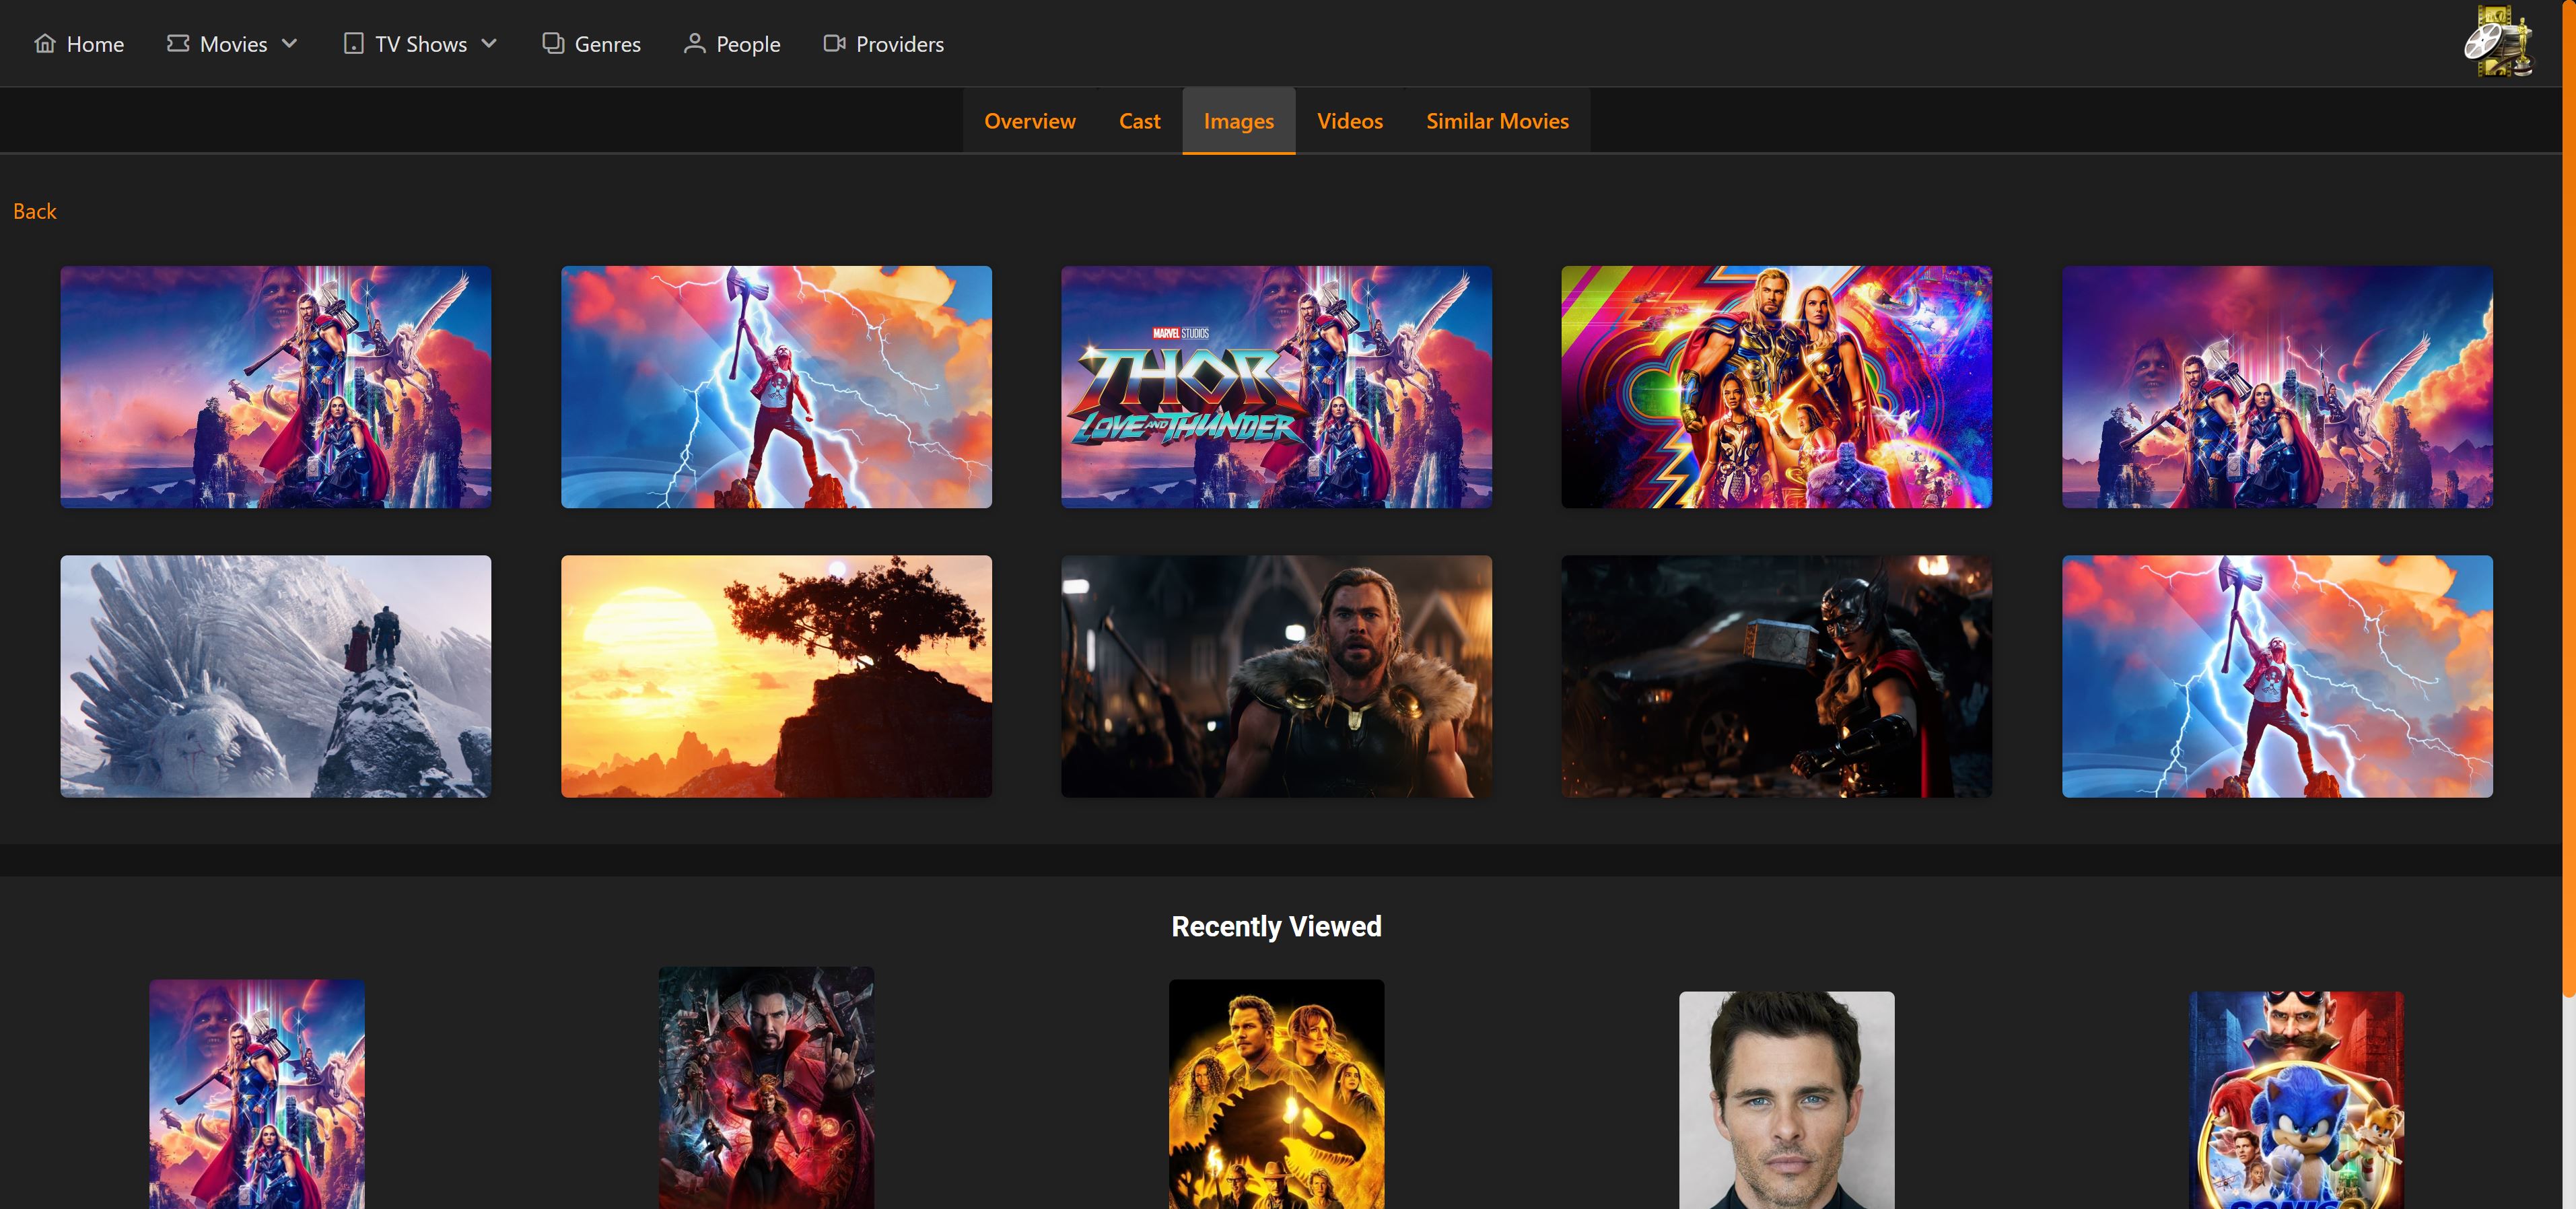 Home Movies TV Shows Genres People Providers
Overview Cast Images Videos Similar Movies
Back
MARVEL STUDIOS
THOR
LOVE AND THUNDER
Recently Viewed